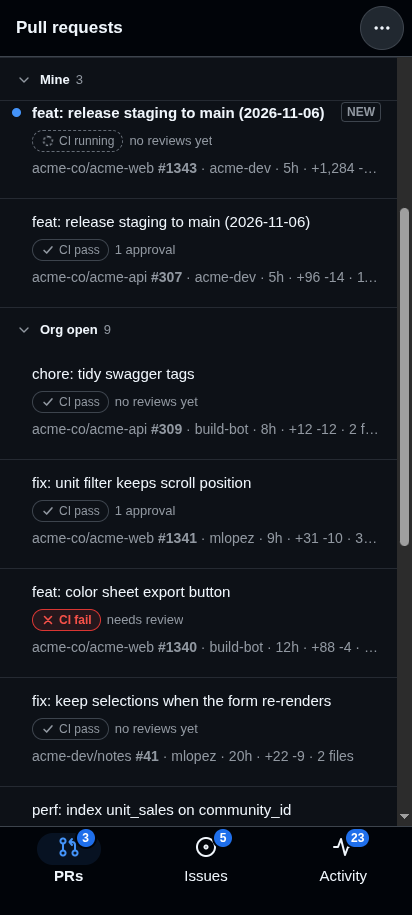 Pull requests
Mine 3
feat: release staging to main (2026-11-06) NEW
CI running no reviews yet
acme-co/acme-web #1343 · acme-dev · 5h · +1,284 -…
feat: release staging to main (2026-11-06)
CI pass 1 approval
acme-co/acme-api #307 · acme-dev · 5h · +96 -14 · 1…
Org open 9
chore: tidy swagger tags
CI pass no reviews yet
acme-co/acme-api #309 · build-bot · 8h · +12 -12 · 2 f…
fix: unit filter keeps scroll position
CI pass 1 approval
acme-co/acme-web #1341 · mlopez · 9h · +31 -10 · 3…
feat: color sheet export button
CI fail needs review
acme-co/acme-web #1340 · build-bot · 12h · +88 -4 · …
fix: keep selections when the form re-renders
CI pass no reviews yet
acme-dev/notes #41 · mlopez · 20h · +22 -9 · 2 files
perf: index unit_sales on community_id
3 5 23
PRs Issues Activity